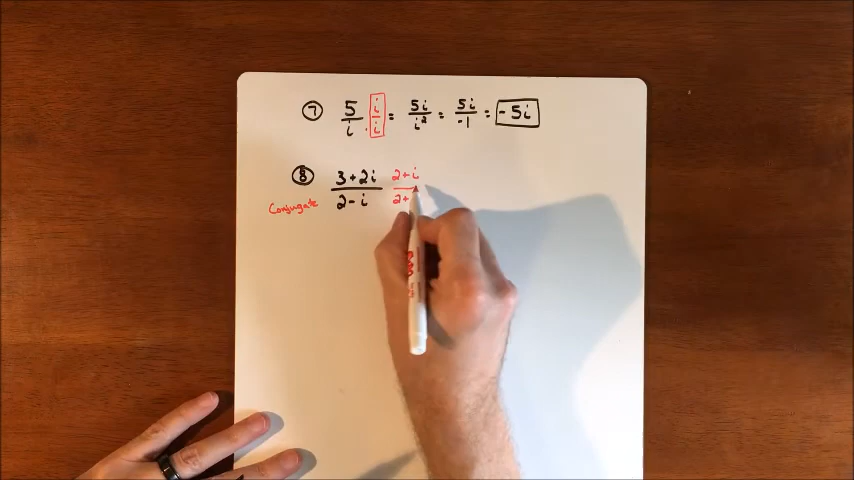 ⑦ 5/i · i/i = 5i/i² = 5i/-1 = -5i
⑧ 3+2i/2-i 2+i/2+
Conjugate